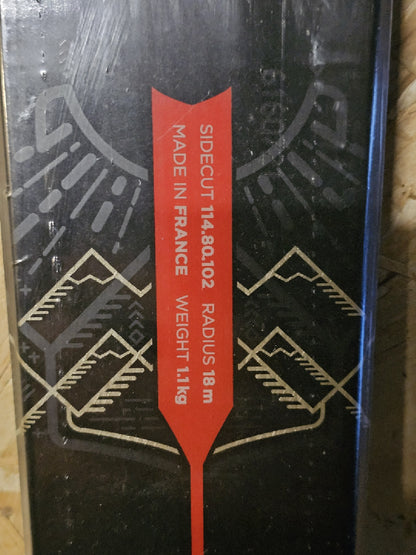 SIDECUT 114.80.102 RADIUS 18 m
MADE IN FRANCE WEIGHT 1.1 kg